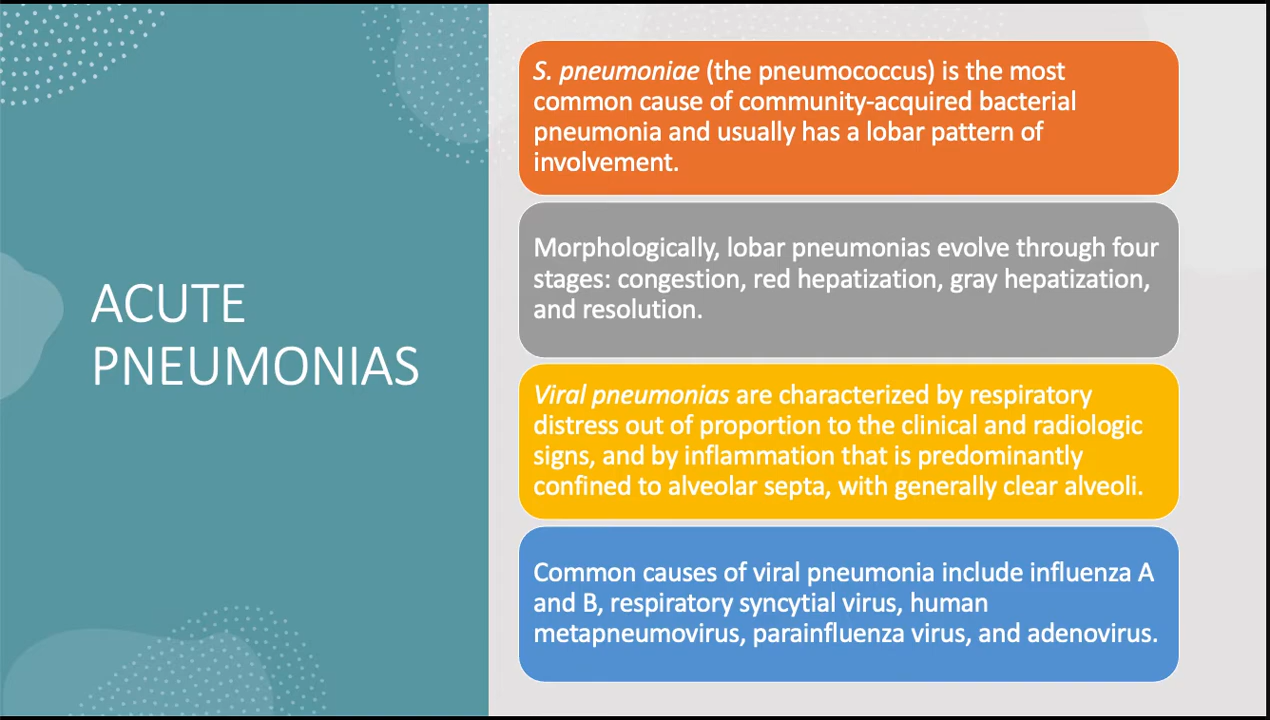 ACUTE
PNEUMONIAS
S. pneumoniae (the pneumococcus) is the most
common cause of community-acquired bacterial
pneumonia and usually has a lobar pattern of
involvement.
Morphologically, lobar pneumonias evolve through four
stages: congestion, red hepatization, gray hepatization,
and resolution.
Viral pneumonias are characterized by respiratory
distress out of proportion to the clinical and radiologic
signs, and by inflammation that is predominantly
confined to alveolar septa, with generally clear alveoli.
Common causes of viral pneumonia include influenza A
and B, respiratory syncytial virus, human
metapneumovirus, parainfluenza virus, and adenovirus.